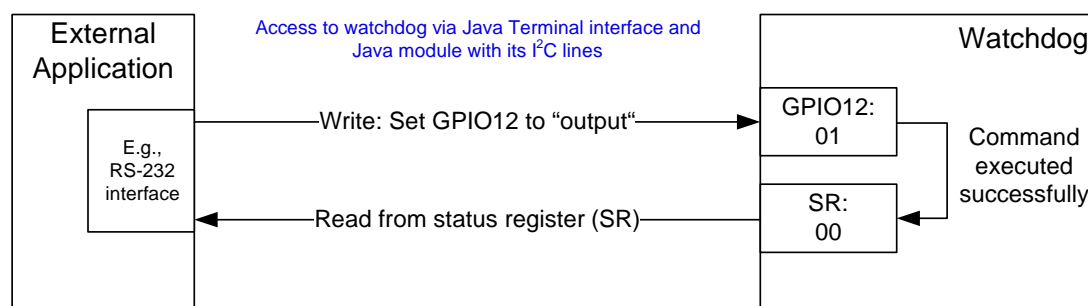 External
Application
Access to watchdog via Java Terminal interface and
Java module with its I²C lines
Watchdog
E.g.,
RS-232
interface
Write: Set GPIO12 to “output“
GPIO12:
01
Command
executed
successfully
Read from status register (SR)
SR:
00